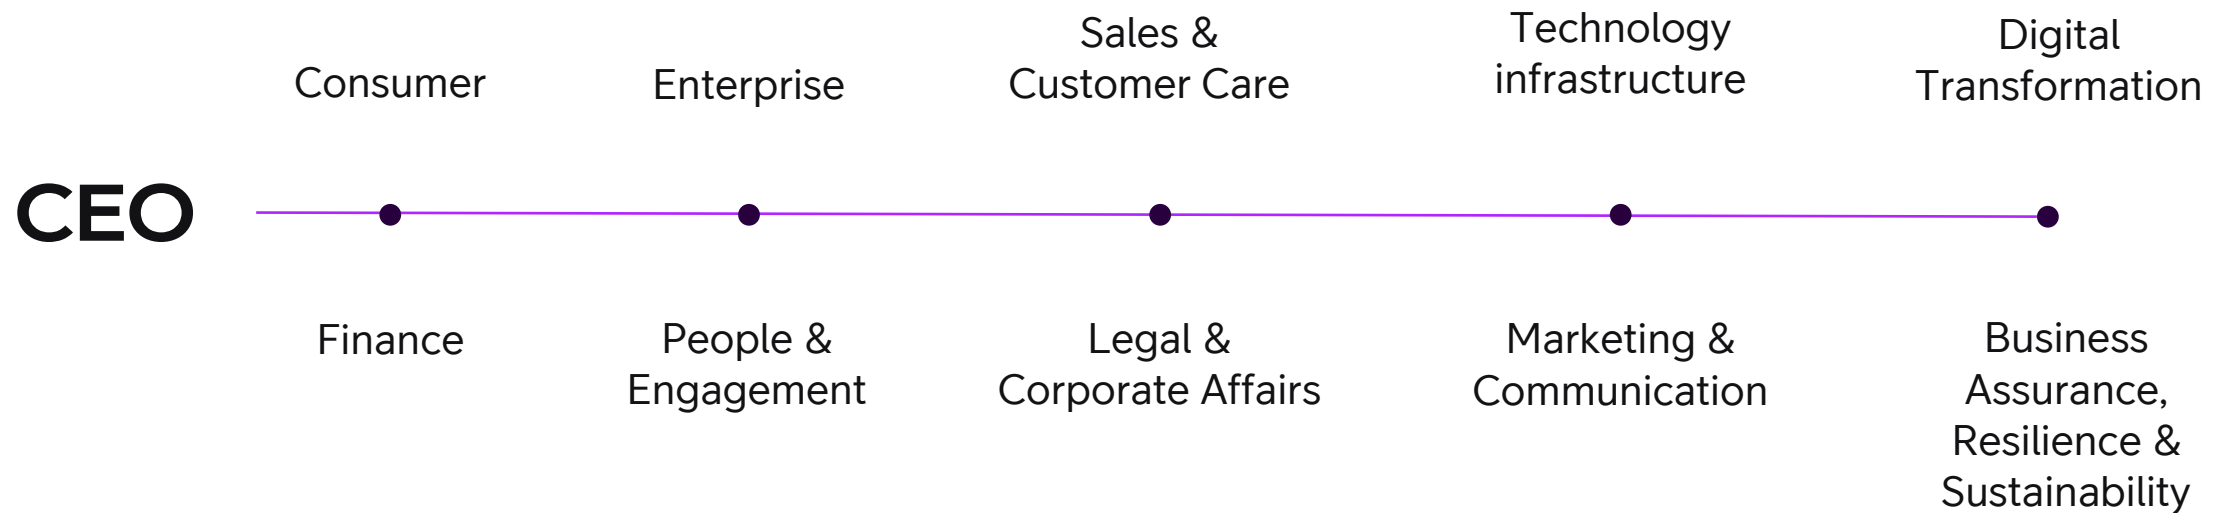 Consumer
Enterprise
Sales &
Customer Care
Technology
infrastructure
Digital
Transformation
CEO
Finance
People &
Engagement
Legal &
Corporate Affairs
Marketing &
Communication
Business
Assurance,
Resilience &
Sustainability